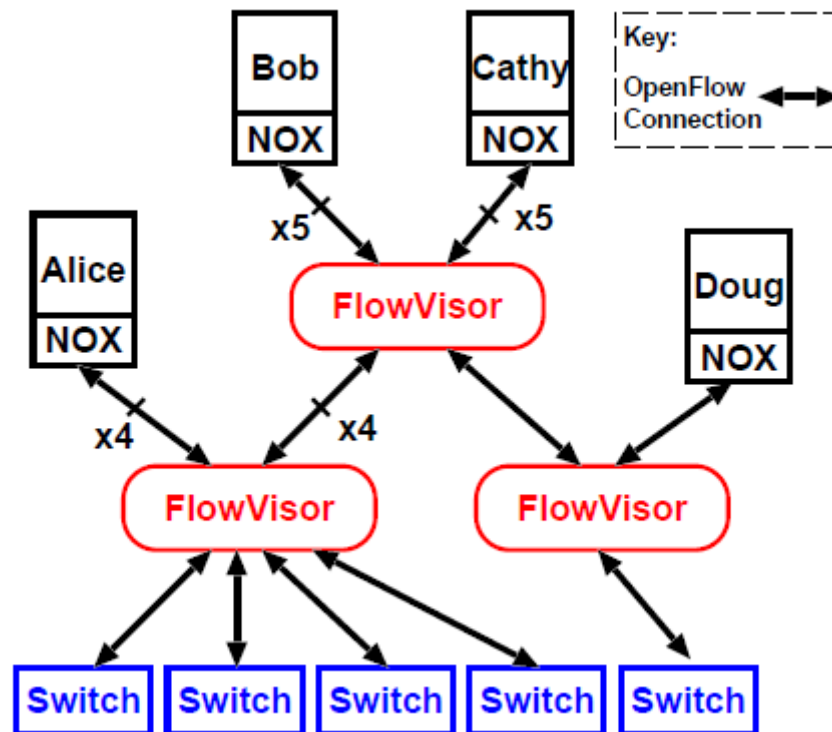 Bob
NOX
Cathy
NOX
Key:
OpenFlow
Connection
x5
x5
Alice
NOX
FlowVisor
Doug
NOX
x4
x4
FlowVisor
FlowVisor
Switch
Switch
Switch
Switch
Switch